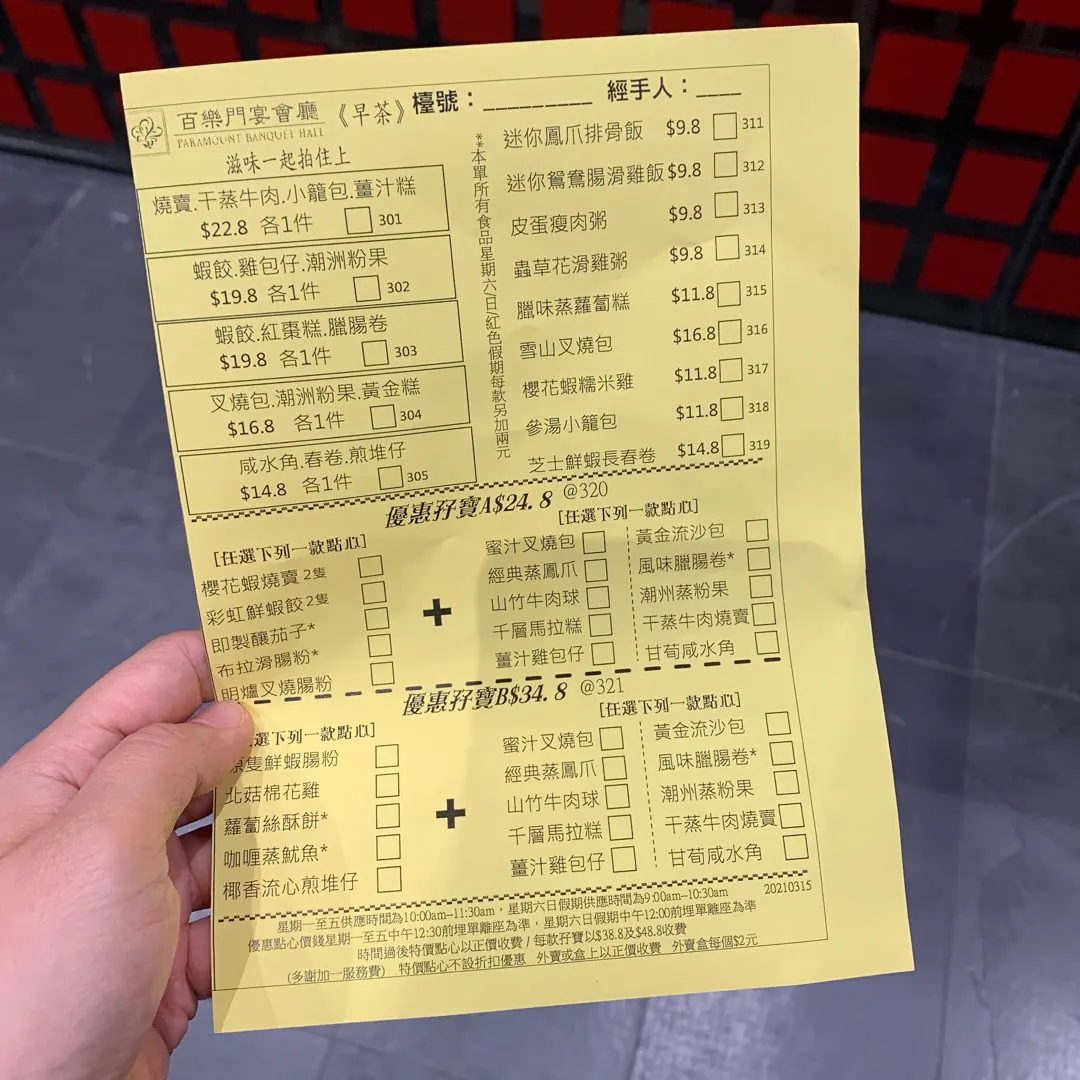 百樂門宴會廳
PARAMOUNT BANQUET HALL
《早茶》
檯號：_________ 經手人：____
滋味一起拍住上
燒賣.干蒸牛肉.小籠包.薑汁糕
$22.8 各1件 301
蝦餃.雞包仔.潮洲粉果
$19.8 各1件 302
蝦餃.紅棗糕.臘腸卷
$19.8 各1件 303
叉燒包.潮洲粉果.黃金糕
$16.8 各1件 304
咸水角.春卷.煎堆仔
$14.8 各1件 305
**本單所有食品星期六/日/紅色假期每款另加兩元
迷你鳳爪排骨飯 $9.8 311
迷你鴛鴦腸滑雞飯 $9.8 312
皮蛋瘦肉粥 $9.8 313
蟲草花滑雞粥 $9.8 314
臘味蒸蘿蔔糕 $11.8 315
雪山叉燒包 $16.8 316
櫻花蝦糯米雞 $11.8 317
參湯小籠包 $11.8 318
芝士鮮蝦長春卷 $14.8 319
優惠孖寶A$24.8 @320
[任選下列一款點心]
櫻花蝦燒賣 2隻
彩虹鮮蝦餃 2隻
即製釀茄子*
布拉滑腸粉*
明爐叉燒腸粉
+
[任選下列一款點心]
蜜汁叉燒包
經典蒸鳳爪
山竹牛肉球
千層馬拉糕
薑汁雞包仔
黃金流沙包
風味臘腸卷*
潮州蒸粉果
干蒸牛肉燒賣
甘荀咸水角
優惠孖寶B$34.8 @321
選下列一款點心]
隻鮮蝦腸粉
北菇棉花雞
蘿蔔絲酥餅*
咖喱蒸魷魚*
椰香流心煎堆仔
+
[任選下列一款點心]
蜜汁叉燒包
經典蒸鳳爪
山竹牛肉球
千層馬拉糕
薑汁雞包仔
黃金流沙包
風味臘腸卷*
潮州蒸粉果
干蒸牛肉燒賣
甘荀咸水角
20210315
星期一至五供應時間為10:00am--11:30am，星期六日假期供應時間為9:00am--10:30am
優惠點心價錢星期一至五中午12:30前埋單離座為準，星期六日假期中午12:00前埋單離座為準
時間過後特價點心以正價收費 / 每款孖寶以$38.8及$48.8收費
(多謝加一服務費) 特價點心不設折扣優惠 外賣或盒上以正價收費 外賣盒每個2元